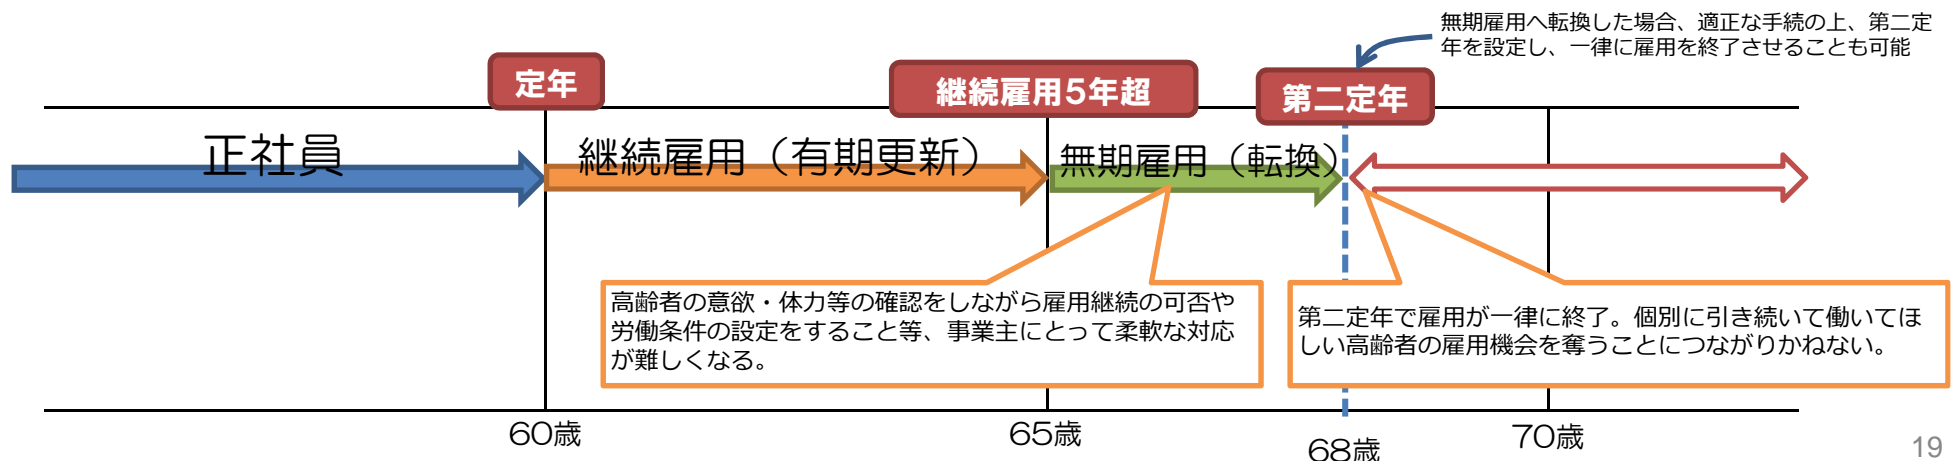 無期雇用へ転換した場合、適正な手続の上、第二定
年を設定し、一律に雇用を終了させることも可能
定年
継続雇用5年超
第二定年
正社員
継続雇用（有期更新）
無期雇用（転換）
高齢者の意欲・体力等の確認をしながら雇用継続の可否や
労働条件の設定をすること等、事業主にとって柔軟な対応
が難しくなる。
第二定年で雇用が一律に終了。個別に引き続いて働いてほ
しい高齢者の雇用機会を奪うことにつながりかねない。
60歳
65歳
68歳
70歳
19